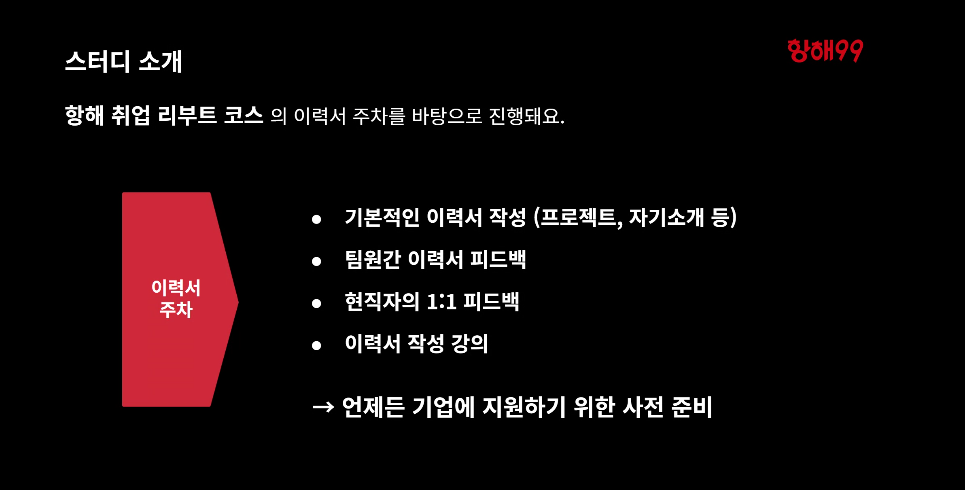 스터디 소개
항해99
항해 취업 리부트 코스 의 이력서 주차를 바탕으로 진행돼요.
이력서
주차
● 기본적인 이력서 작성 (프로젝트, 자기소개 등)
● 팀원간 이력서 피드백
● 현직자의 1:1 피드백
● 이력서 작성 강의
→ 언제든 기업에 지원하기 위한 사전 준비